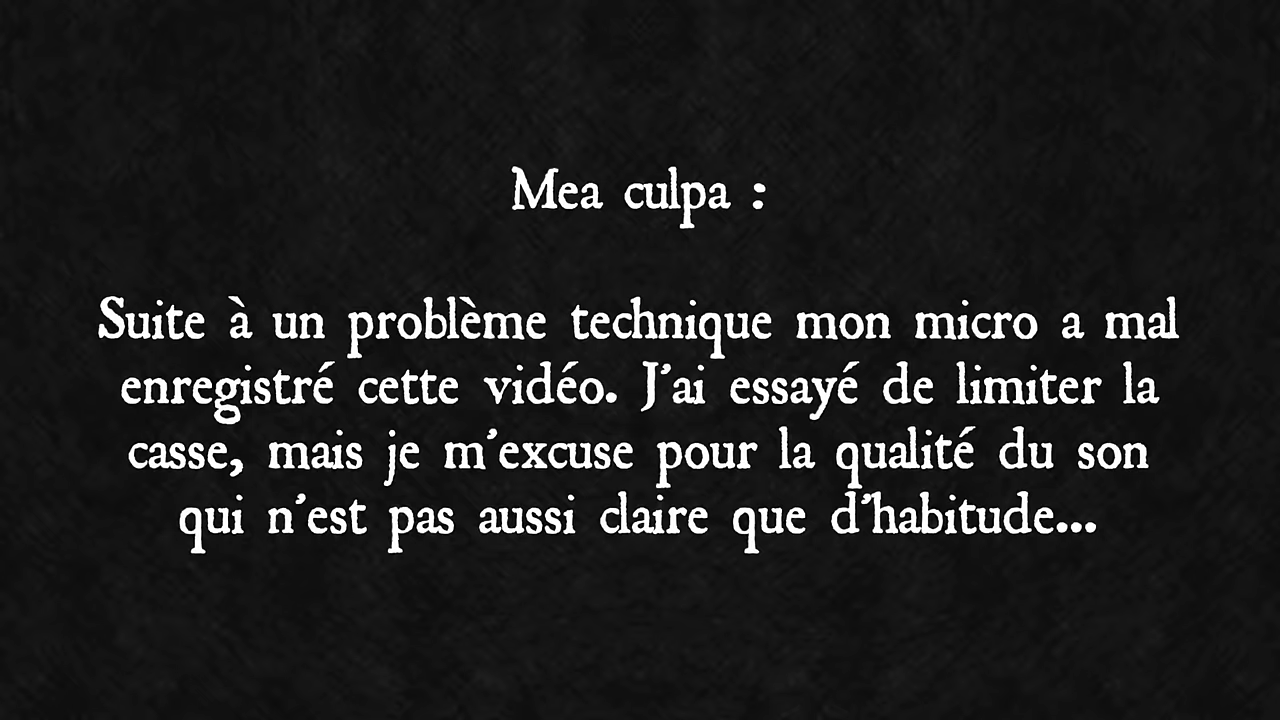 Mea culpa :
Suite à un problème technique mon micro a mal
enregistré cette vidéo. J'ai essayé de limiter la
casse, mais je m'excuse pour la qualité du son
qui n'est pas aussi claire que d'habitude...